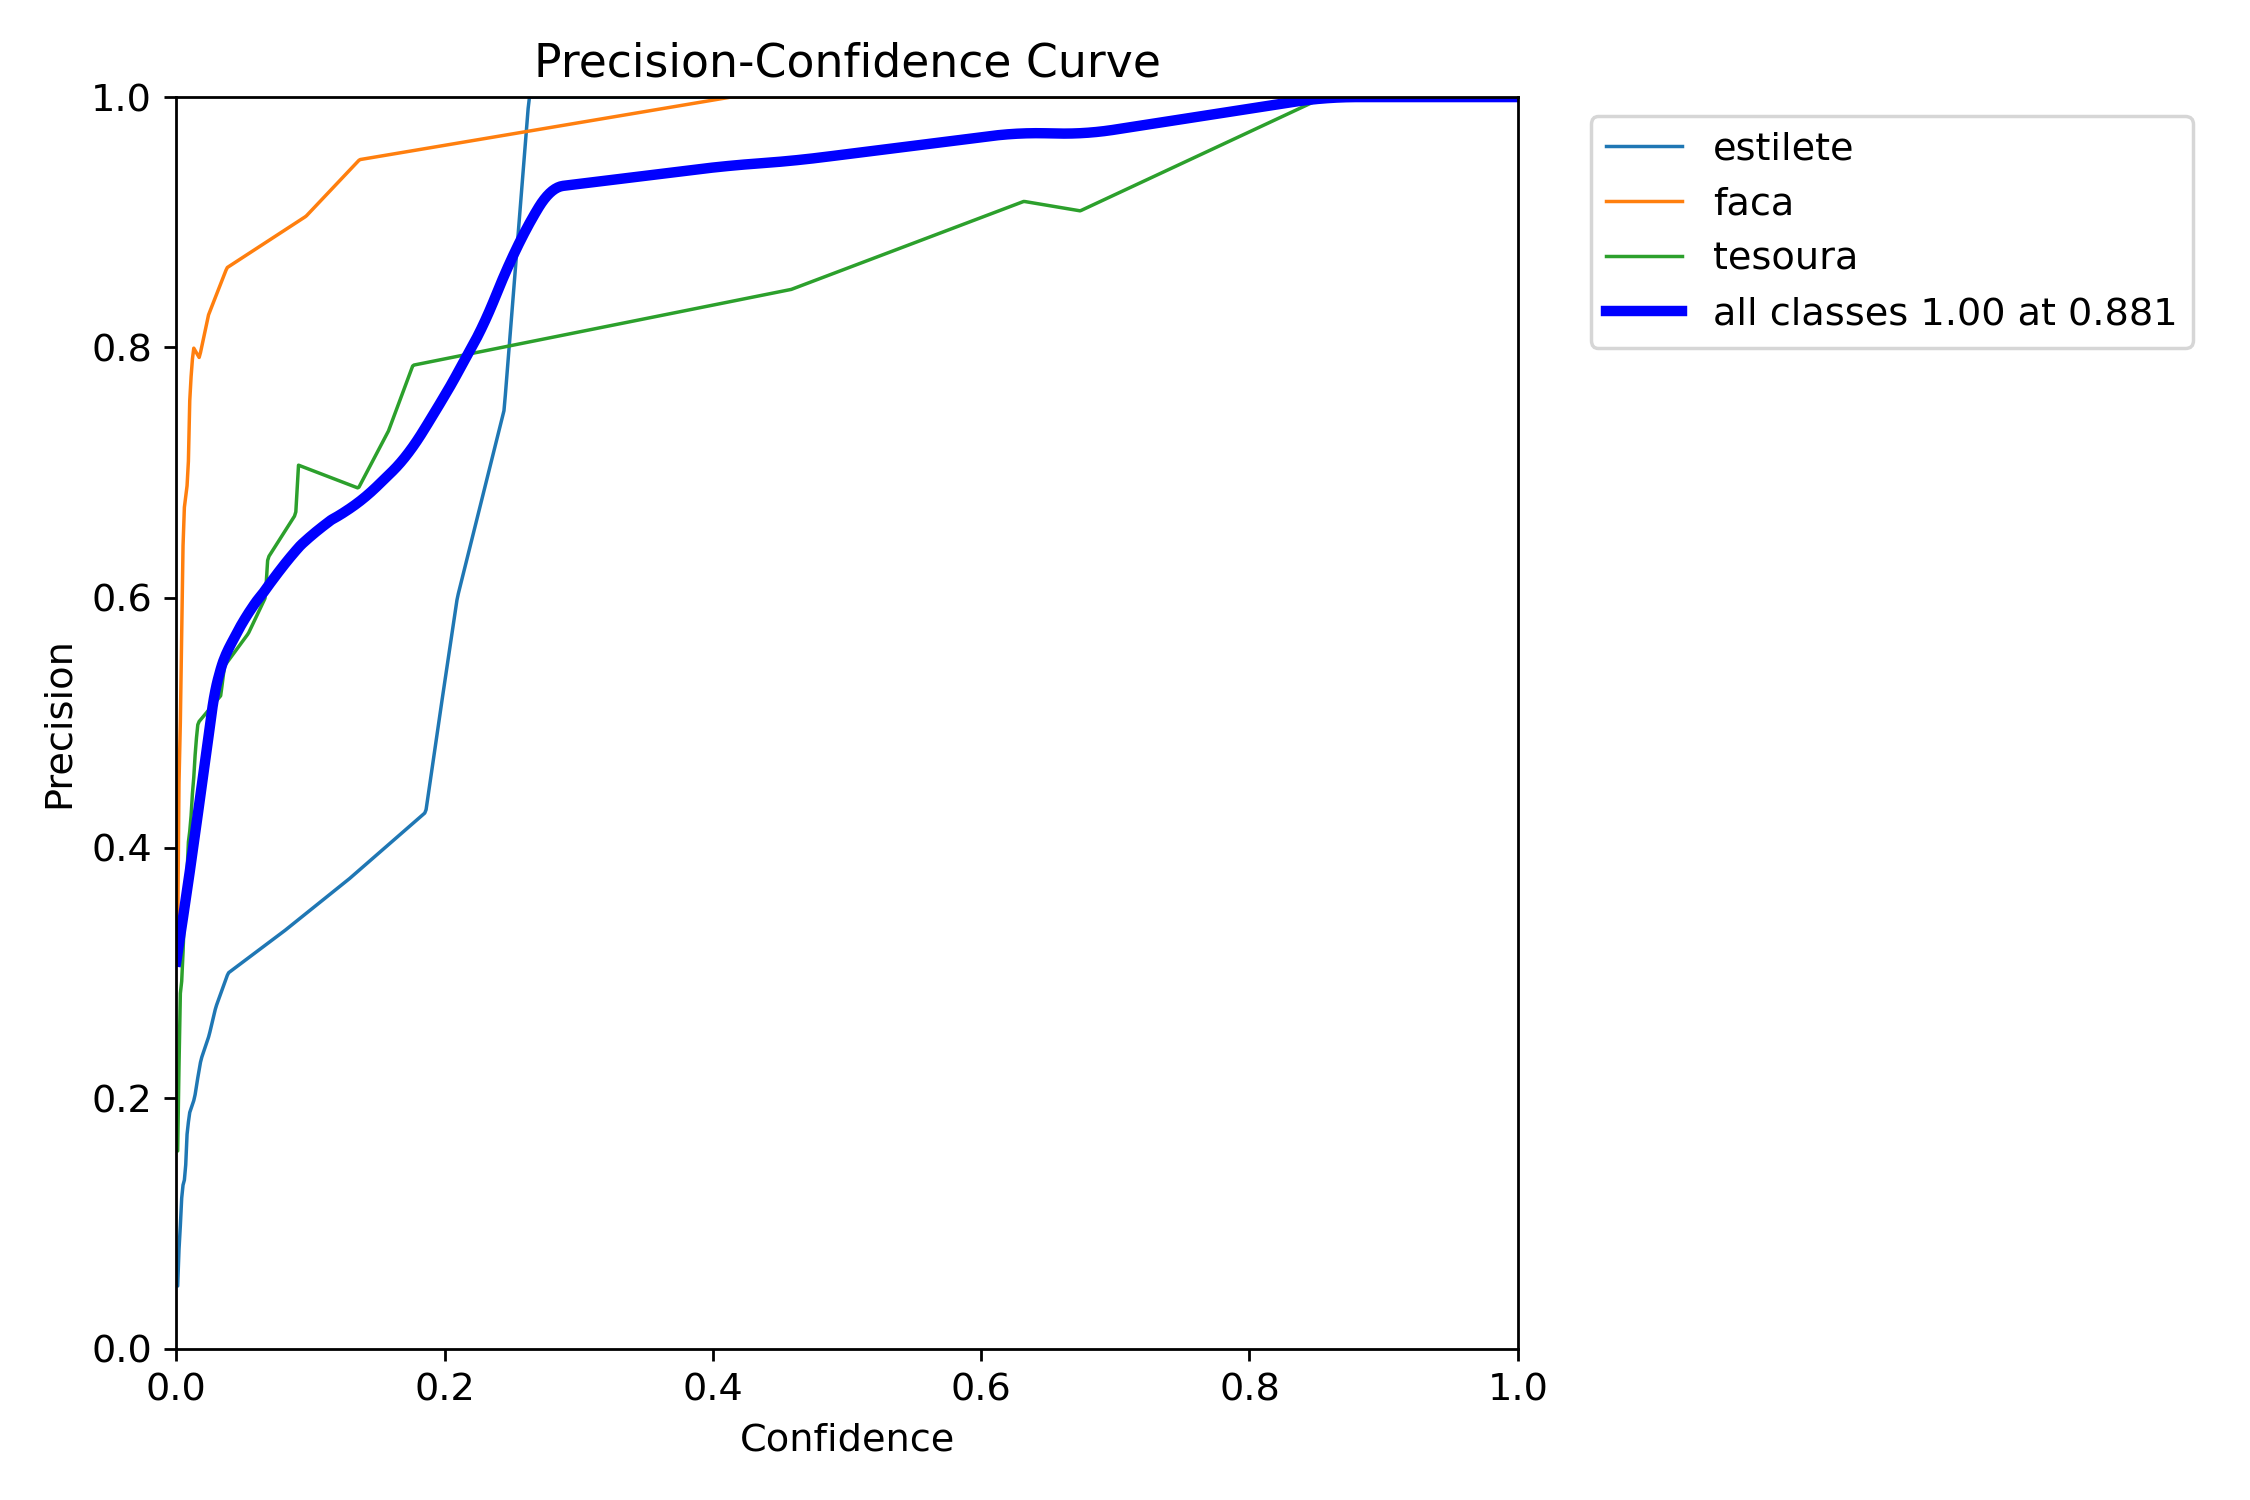 Precision-Confidence Curve
1.0
0.8
0.6
0.4
0.2
0.0
Precision
0.0 0.2 0.4 0.6 0.8 1.0
Confidence
estilete
faca
tesoura
all classes 1.00 at 0.881